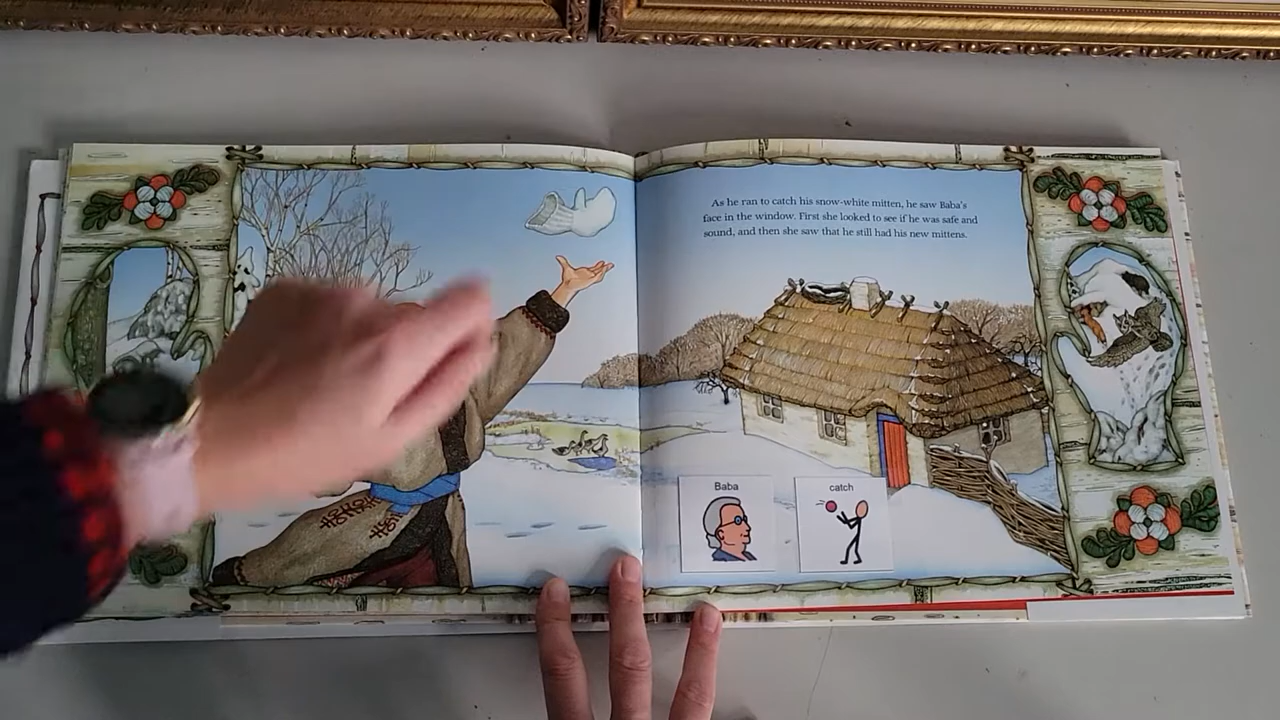 As he ran to catch his snow-white mitten, he saw Baba's
face in the window. First she looked to see if he was safe and
sound, and then she saw that he still had his new mittens.
Baba
catch